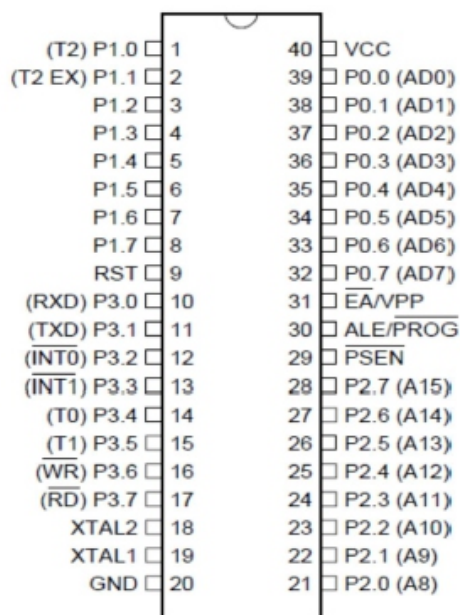 (T2) P1.0 1 40 VCC
(T2 EX) P1.1 2 39 P0.0 (AD0)
P1.2 3 38 P0.1 (AD1)
P1.3 4 37 P0.2 (AD2)
P1.4 5 36 P0.3 (AD3)
P1.5 6 35 P0.4 (AD4)
P1.6 7 34 P0.5 (AD5)
P1.7 8 33 P0.6 (AD6)
RST 9 32 P0.7 (AD7)
(RXD) P3.0 10 31 E̅A̅/VPP
(TXD) P3.1 11 30 ALE/P̅R̅O̅G̅
(I̅N̅T̅0̅) P3.2 12 29 P̅S̅E̅N̅
(I̅N̅T̅1̅) P3.3 13 28 P2.7 (A15)
(T0) P3.4 14 27 P2.6 (A14)
(T1) P3.5 15 26 P2.5 (A13)
(W̅R̅) P3.6 16 25 P2.4 (A12)
(R̅D̅) P3.7 17 24 P2.3 (A11)
XTAL2 18 23 P2.2 (A10)
XTAL1 19 22 P2.1 (A9)
GND 20 21 P2.0 (A8)